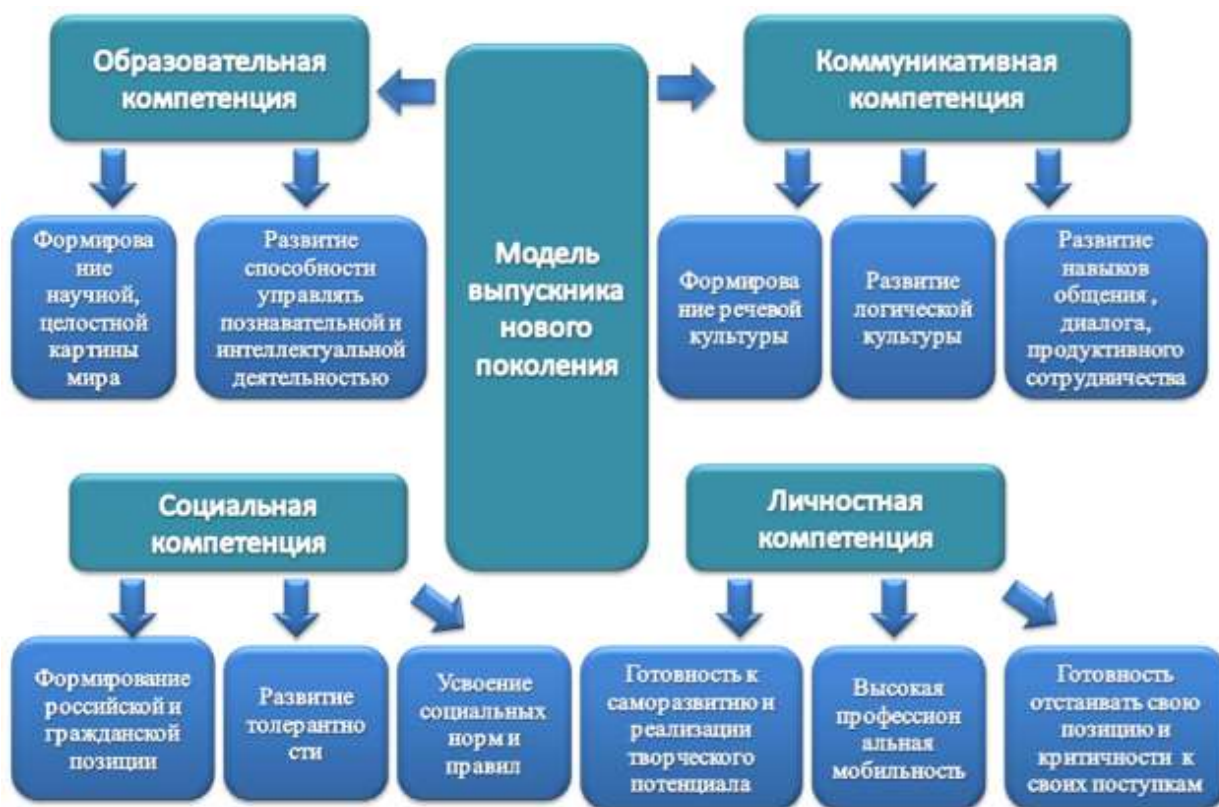 Образовательная
компетенция
Формирова
ние
научной,
целостной
картины
мира
Развитие
способности
управлять
познавательной и
интеллектуальной
деятельностью
Модель
выпускника
нового
поколения
Коммуникативная
компетенция
Формирова
ние речевой
культуры
Развитие
логической
культуры
Развитие
навыков
общения ,
диалога,
продуктивного
сотрудничества
Социальная
компетенция
Формирование
российской и
гражданской
позиции
Развитие
толерантно
сти
Усвоение
социальных
норм и
правил
Личностная
компетенция
Готовность к
саморазвитию и
реализации
творческого
потенциала
Высокая
профессион
альная
мобильность
Готовность
отстаивать свою
позицию и
критичности к
своих поступкам